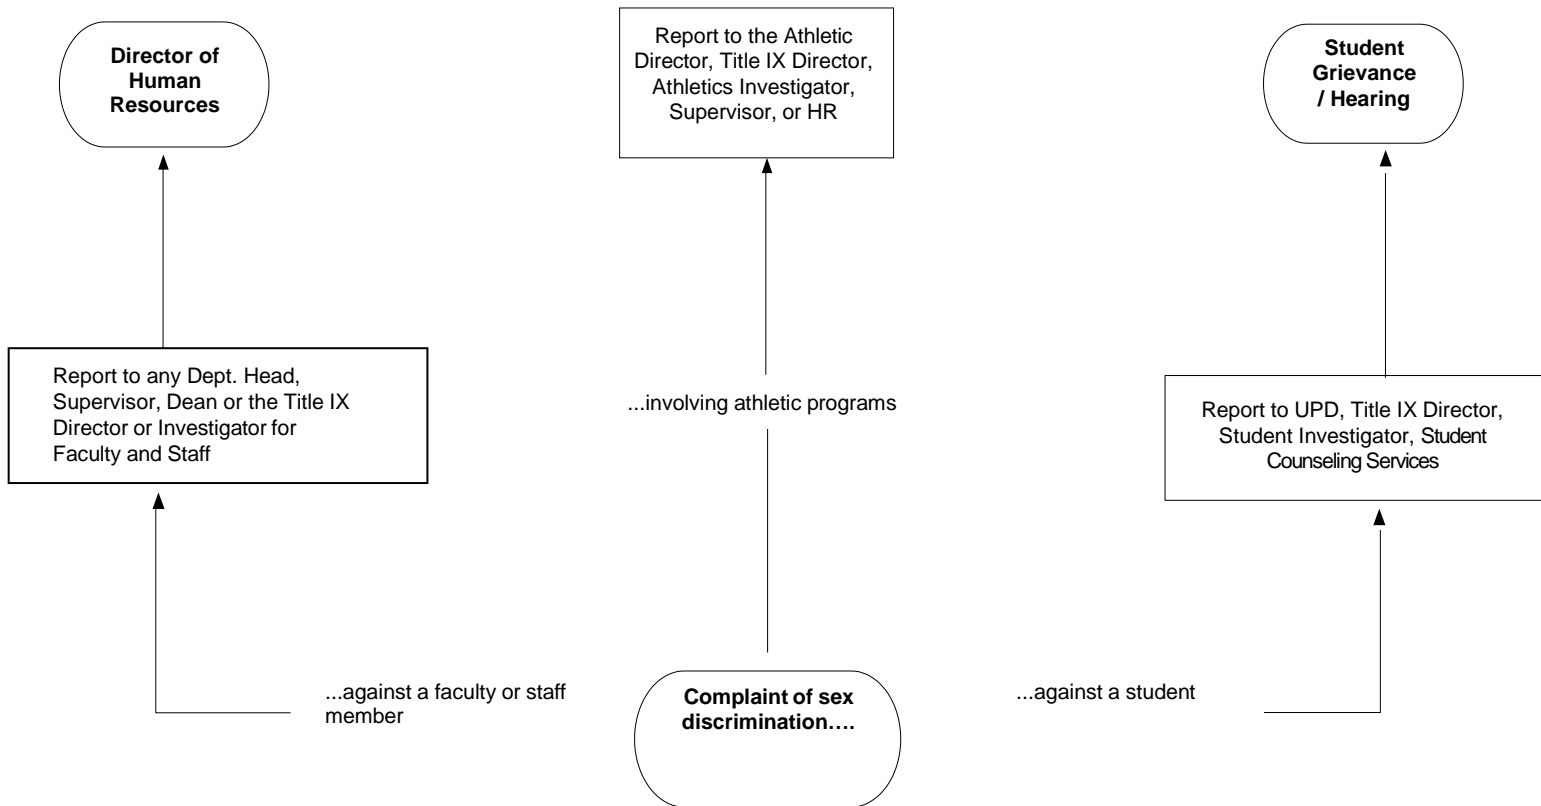 Director of
Human
Resources
Report to the Athletic
Director, Title IX Director,
Athletics Investigator,
Supervisor, or HR
Student
Grievance
/ Hearing
Report to any Dept. Head,
Supervisor, Dean or the Title IX
Director or Investigator for
Faculty and Staff
...involving athletic programs
Report to UPD, Title IX Director,
Student Investigator, Student
Counseling Services
...against a faculty or staff
member
Complaint of sex
discrimination....
...against a student